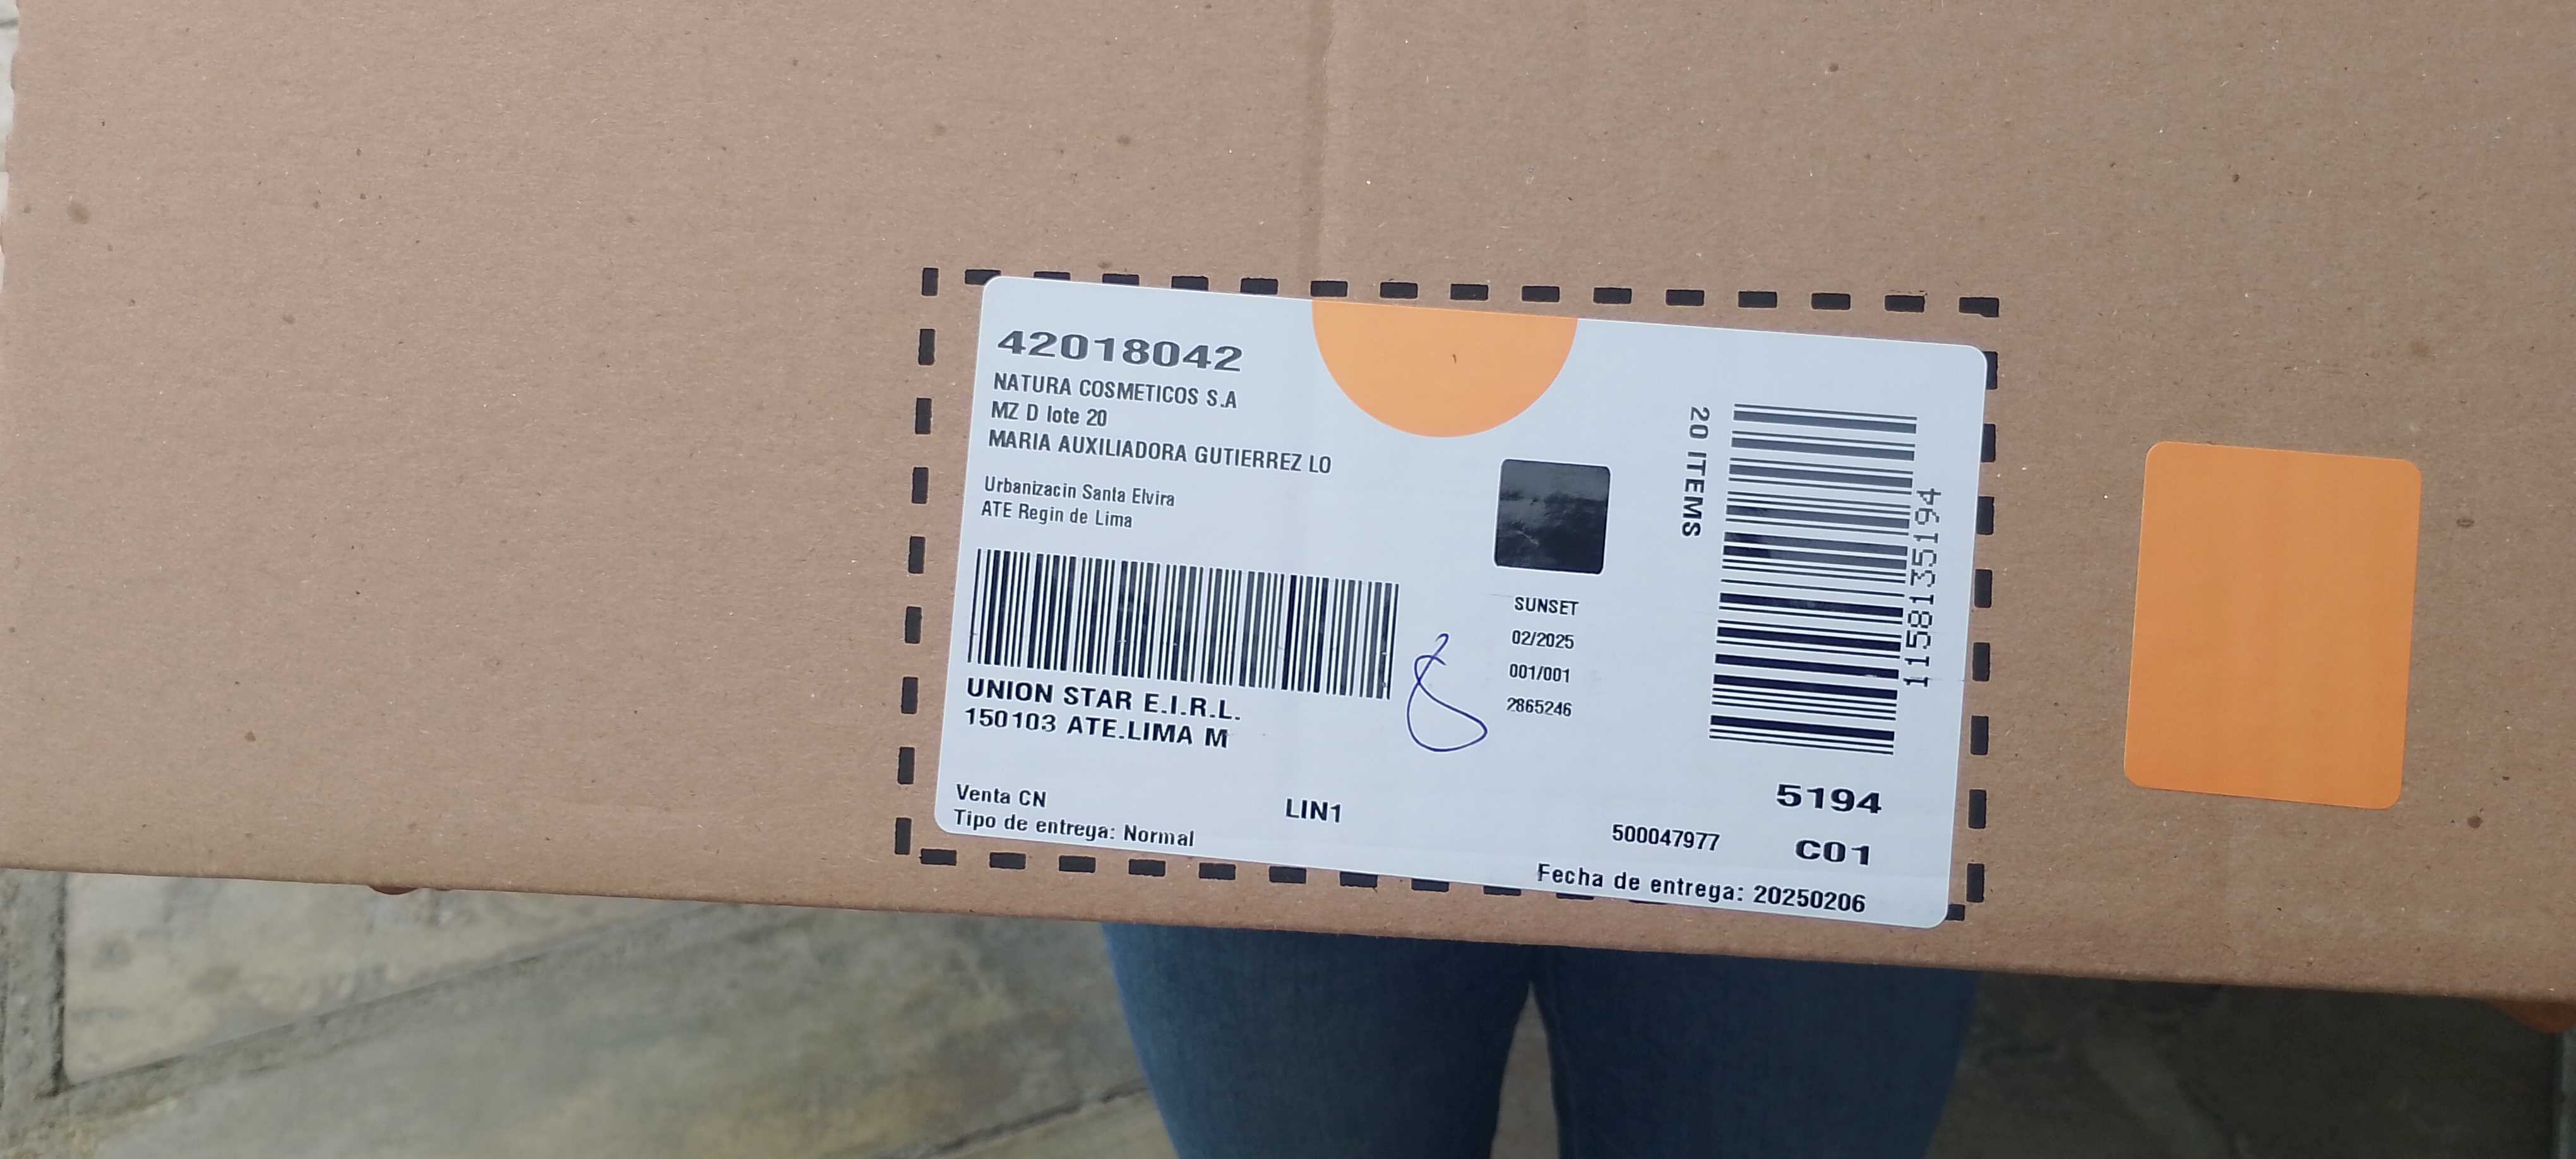 42018042
NATURA COSMETICOS S.A
MZ D lote 20
MARIA AUXILIADORA GUTIERREZ LO
Urbanizacin Santa Elvira
ATE Regin de Lima
UNION STAR E.I.R.L.
150103 ATE.LIMA M
Venta CN
Tipo de entrega: Normal
LIN1
8
SUNSET
02/2025
001/001
2865246
20 ITEMS
1158135194
5194
500047977
C01
Fecha de entrega: 20250206